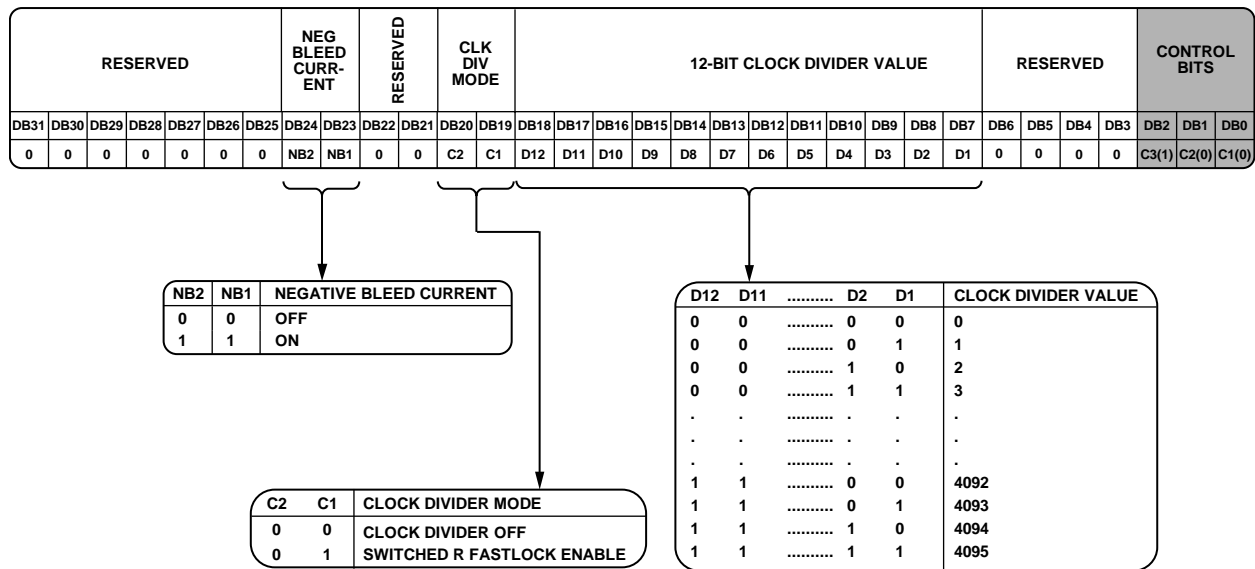 RESERVED
NEG
BLEED
CURR-
ENT
RESERVED
CLK
DIV
MODE
12-BIT CLOCK DIVIDER VALUE
RESERVED
CONTROL
BITS
DB31 DB30 DB29 DB28 DB27 DB26 DB25 DB24 DB23 DB22 DB21 DB20 DB19 DB18 DB17 DB16 DB15 DB14 DB13 DB12 DB11 DB10 DB9 DB8 DB7 DB6 DB5 DB4 DB3 DB2 DB1 DB0
0 0 0 0 0 0 0 NB2 NB1 0 0 C2 C1 D12 D11 D10 D9 D8 D7 D6 D5 D4 D3 D2 D1 0 0 0 0 C3(1) C2(0) C1(0)
NB2 NB1 NEGATIVE BLEED CURRENT
0 0 OFF
1 1 ON
C2 C1 CLOCK DIVIDER MODE
0 0 CLOCK DIVIDER OFF
0 1 SWITCHED R FASTLOCK ENABLE
D12 D11 .......... D2 D1 CLOCK DIVIDER VALUE
0 0 .......... 0 0 0
0 0 .......... 0 1 1
0 0 .......... 1 0 2
0 0 .......... 1 1 3
. . .......... . . .
. . .......... . . .
. . .......... . . .
1 1 .......... 0 0 4092
1 1 .......... 0 1 4093
1 1 .......... 1 0 4094
1 1 .......... 1 1 4095